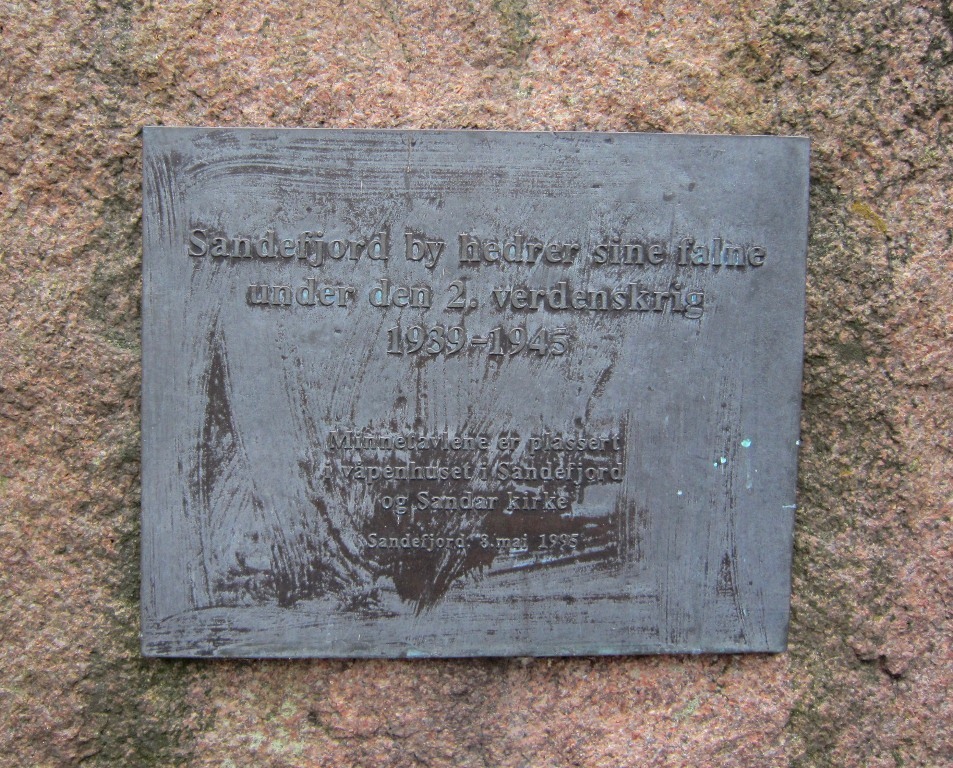 Sandefjord by hedrer sine falne
under den 2. verdenskrig
1939-1945
Minnetavlene er plassert
i våpenhuset i Sandefjord
og Sandar kirke
Sandefjord 8. mai 1995